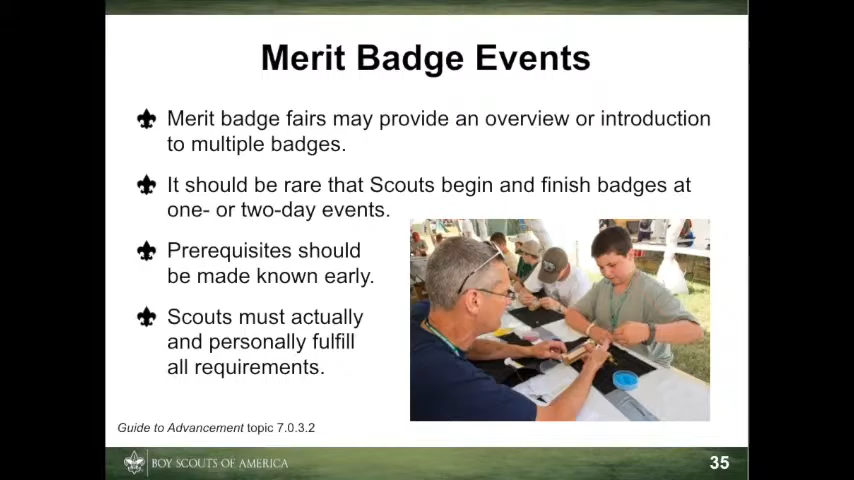 Merit Badge Events
Merit badge fairs may provide an overview or introduction
to multiple badges.
It should be rare that Scouts begin and finish badges at
one- or two-day events.
Prerequisites should
be made known early.
Scouts must actually
and personally fulfill
all requirements.
Guide to Advancement topic 7.0.3.2
BOY SCOUTS OF AMERICA
35